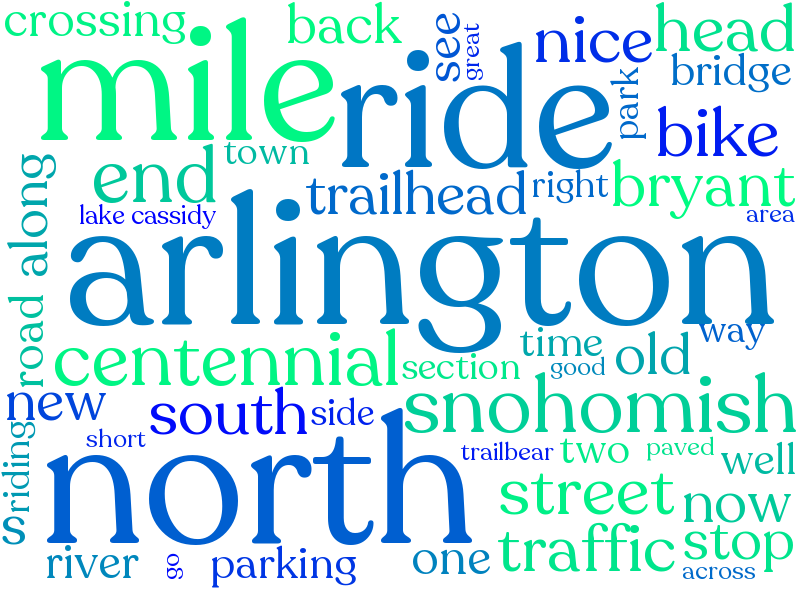 crossing
back
see
great
nice
head
mile
ride
park
bridge
bike
end
town
trailhead
right
bryant
lake cassidy
area
along
arlington
road
centennial
section
time
good
old
way
new
south
side
snohomish
short
north
trailbear
two
paved
well
riding
s
street
now
river
go
parking
one
traffic
stop
across